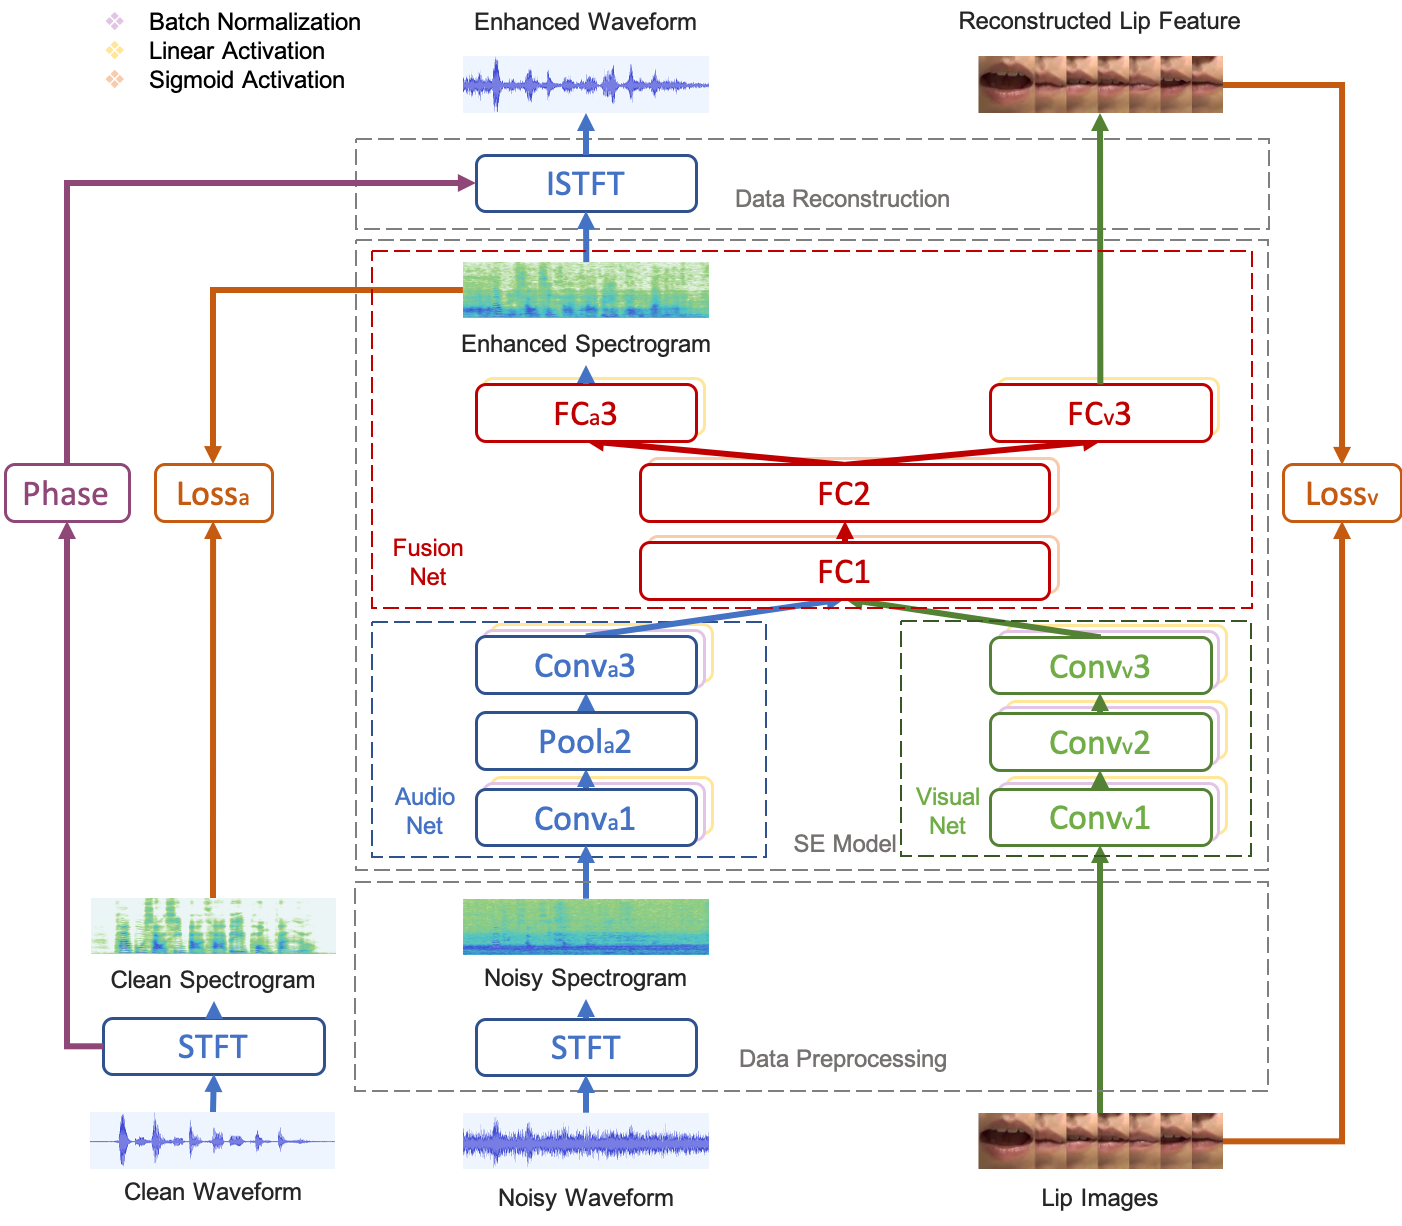 Batch Normalization
Linear Activation
Sigmoid Activation
Enhanced Waveform
Reconstructed Lip Feature
ISTFT
Data Reconstruction
Enhanced Spectrogram
FCa3
FCv3
Phase
Lossa
FC2
Lossv
Fusion
Net
FC1
Conva3
Convv3
Poola2
Convv2
Audio
Net
Conva1
Visual
Net
Convv1
SE Model
Clean Spectrogram
Noisy Spectrogram
STFT
STFT
Data Preprocessing
Clean Waveform
Noisy Waveform
Lip Images